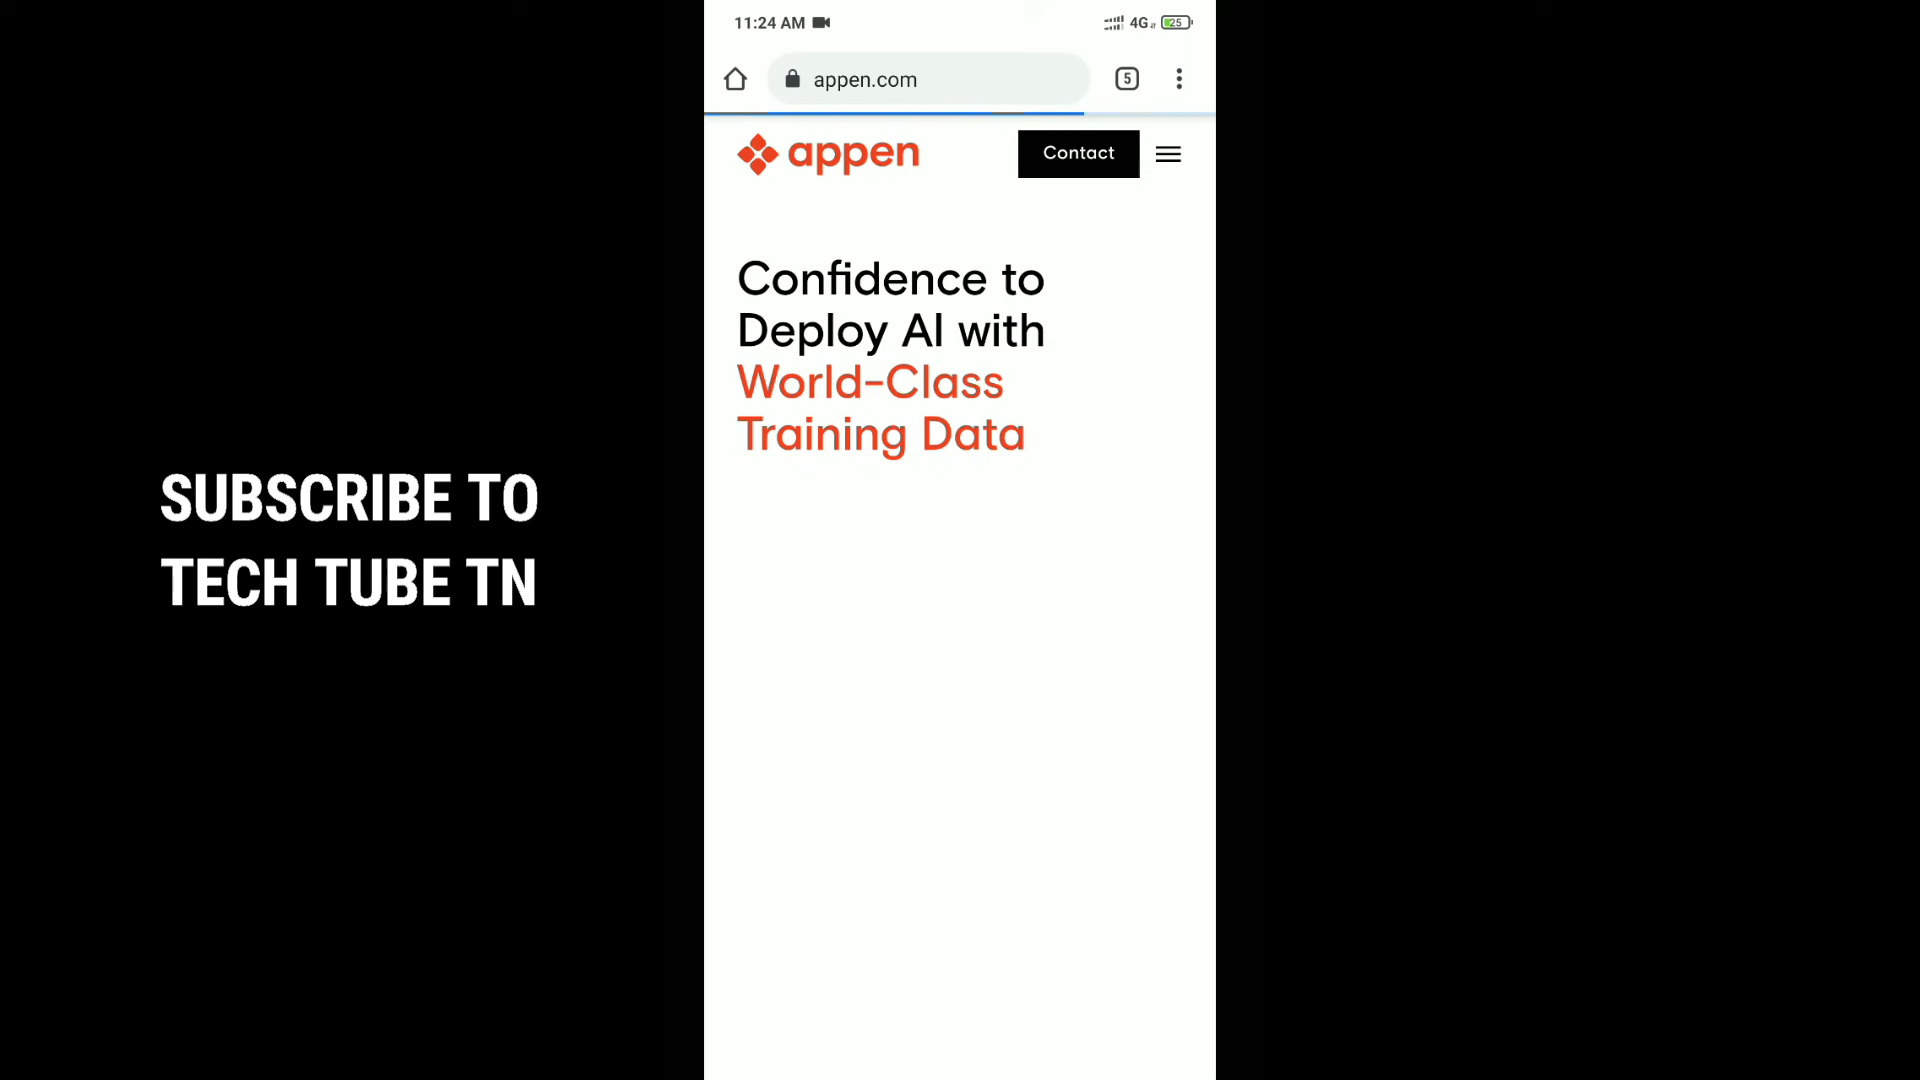 11:24 AM
4G
25
appen.com
5
appen
Contact
Confidence to
Deploy AI with
World-Class
Training Data
SUBSCRIBE TO
TECH TUBE TN